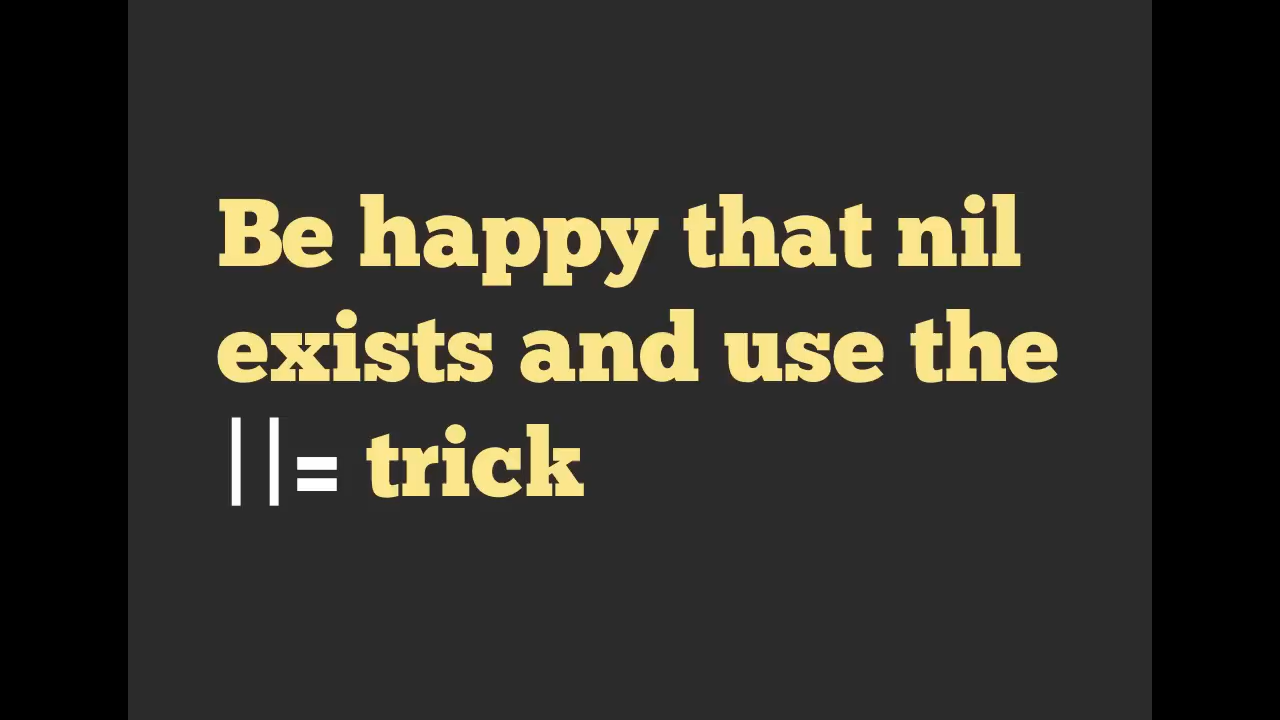 Be happy that nil
exists and use the
||= trick